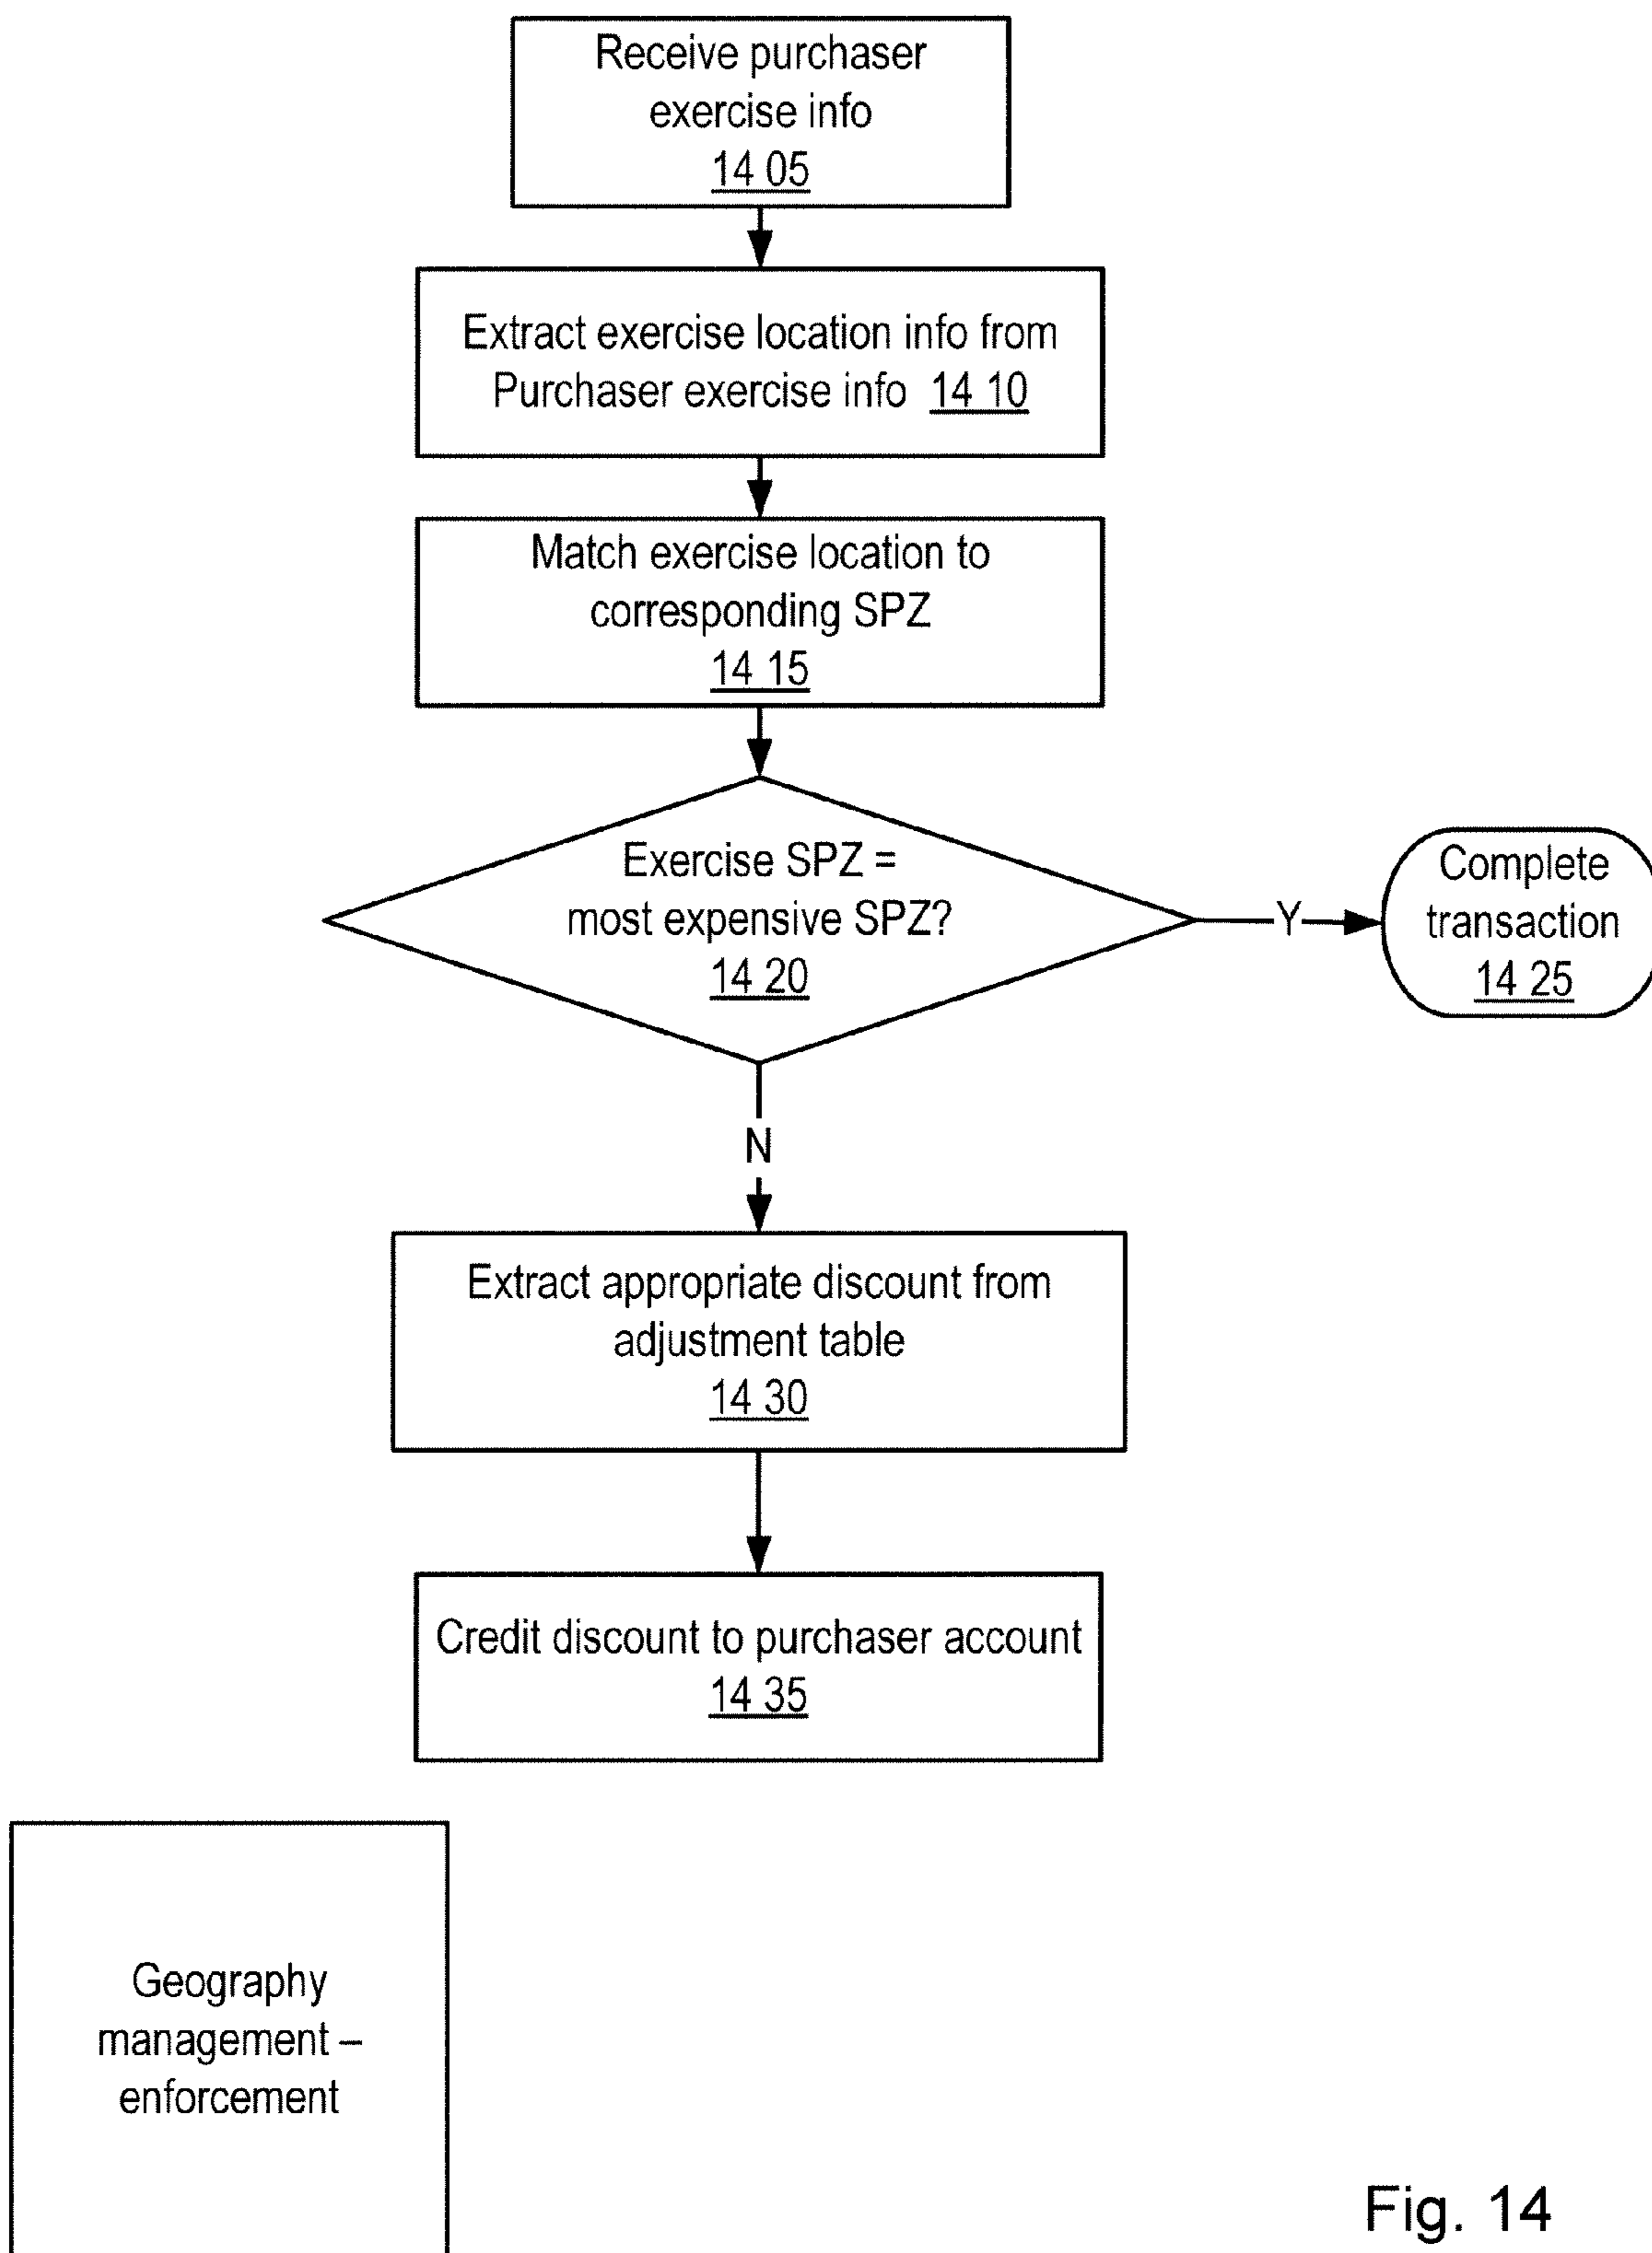 Receive purchaser
exercise info
14 05
Extract exercise location info from
Purchaser exercise info 14 10
Match exercise location to
corresponding SPZ
14 15
Exercise SPZ =
most expensive SPZ?
14 20
Y
Complete
transaction
14 25
N
Extract appropriate discount from
adjustment table
14 30
Credit discount to purchaser account
14 35
Geography
management –
enforcement
Fig. 14